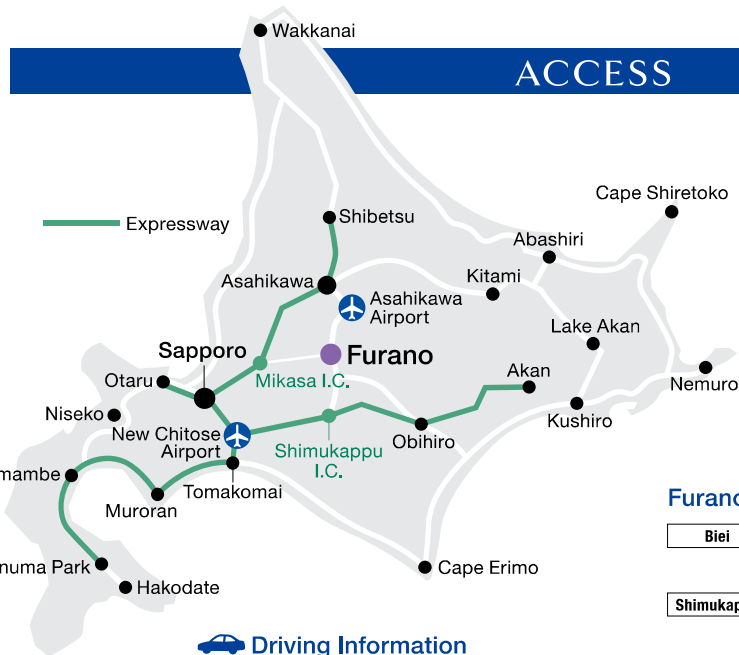 Wakkanai
ACCESS
Cape Shiretoko
Expressway
Shibetsu
Abashiri
Asahikawa
Kitami
Asahikawa
Airport
Lake Akan
Sapporo
Furano
Otaru
Mikasa I.C.
Akan
Nemuro
Niseko
New Chitose
Airport
Shimukappu
I.C.
Obihiro
Kushiro
mambe
Tomakomai
Muroran
Furano
Biei
numa Park
Hakodate
Cape Erimo
Shimukap
Driving Information